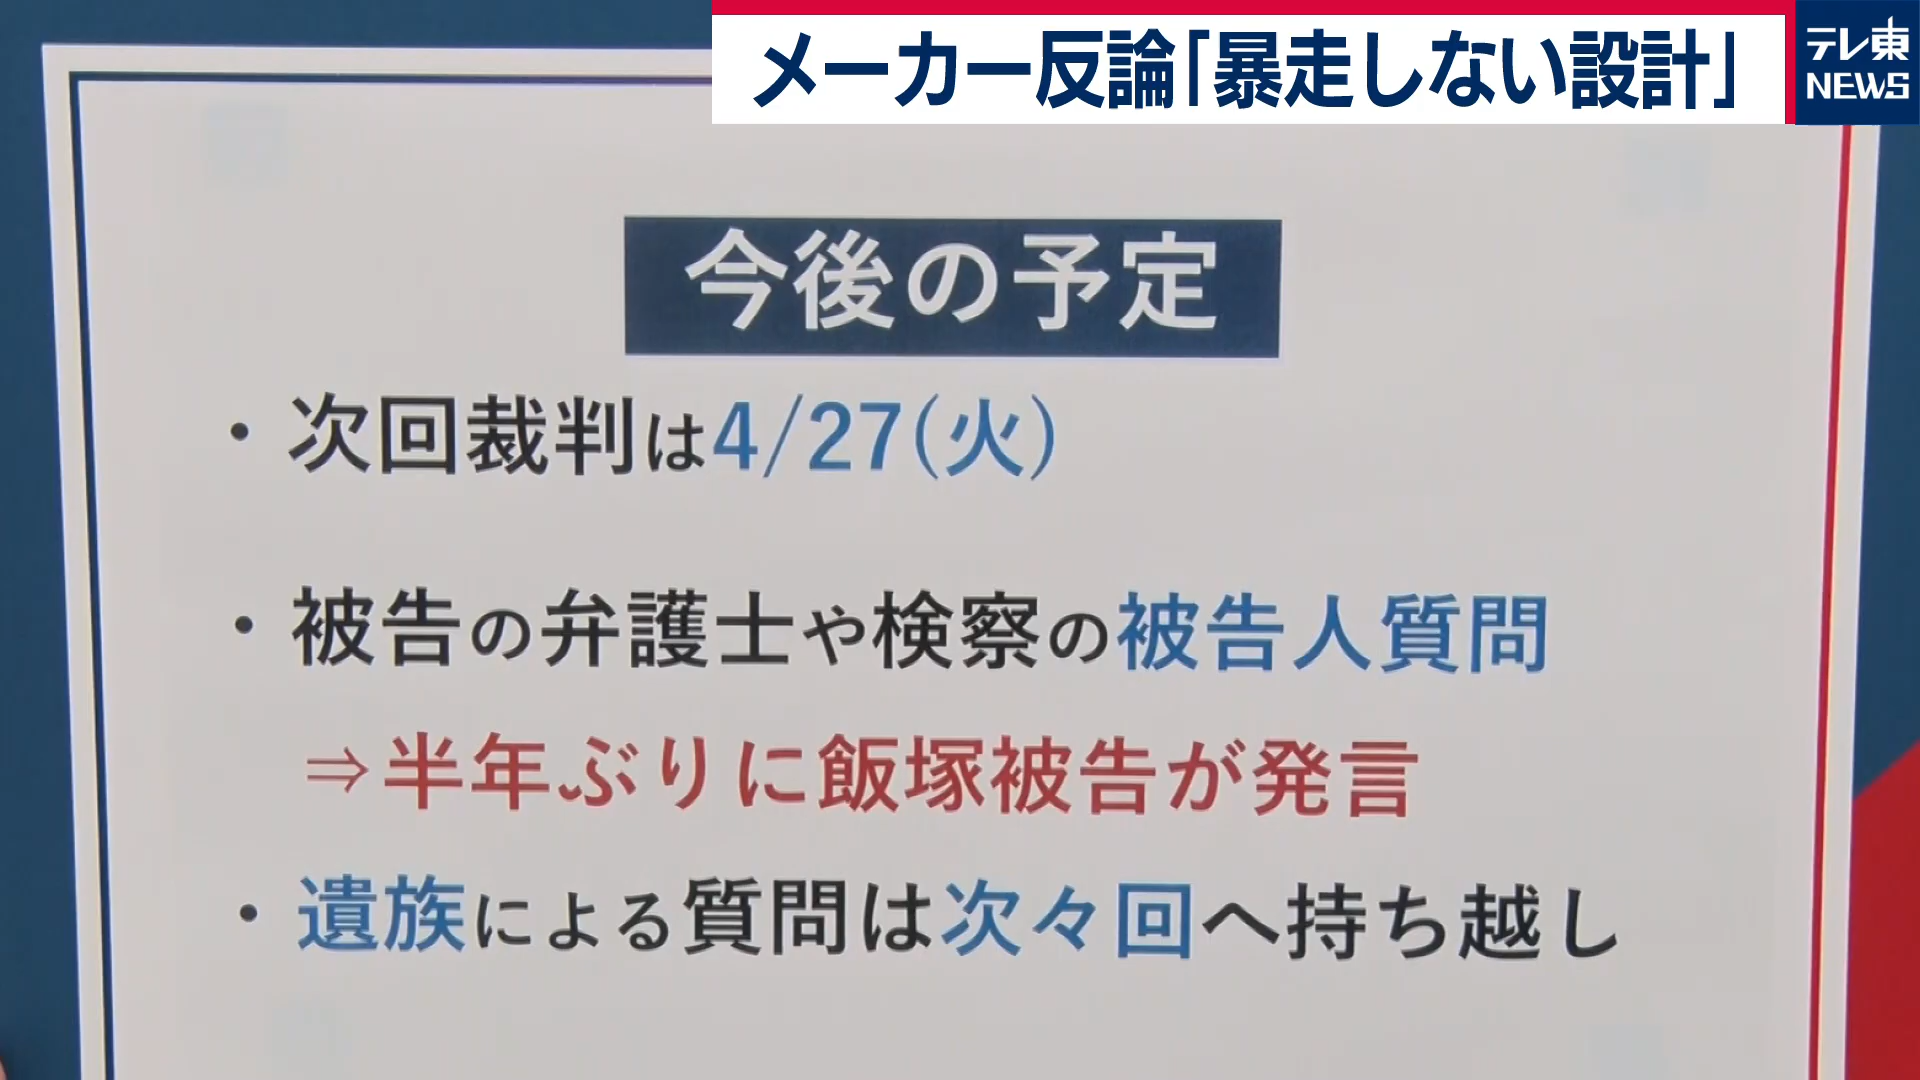 メーカー反論「暴走しない設計」
テレ東
NEWS
今後の予定
・次回裁判は4/27(火)
・被告の弁護士や検察の被告人質問
⇒半年ぶりに飯塚被告が発言
・遺族による質問は次々回へ持ち越し